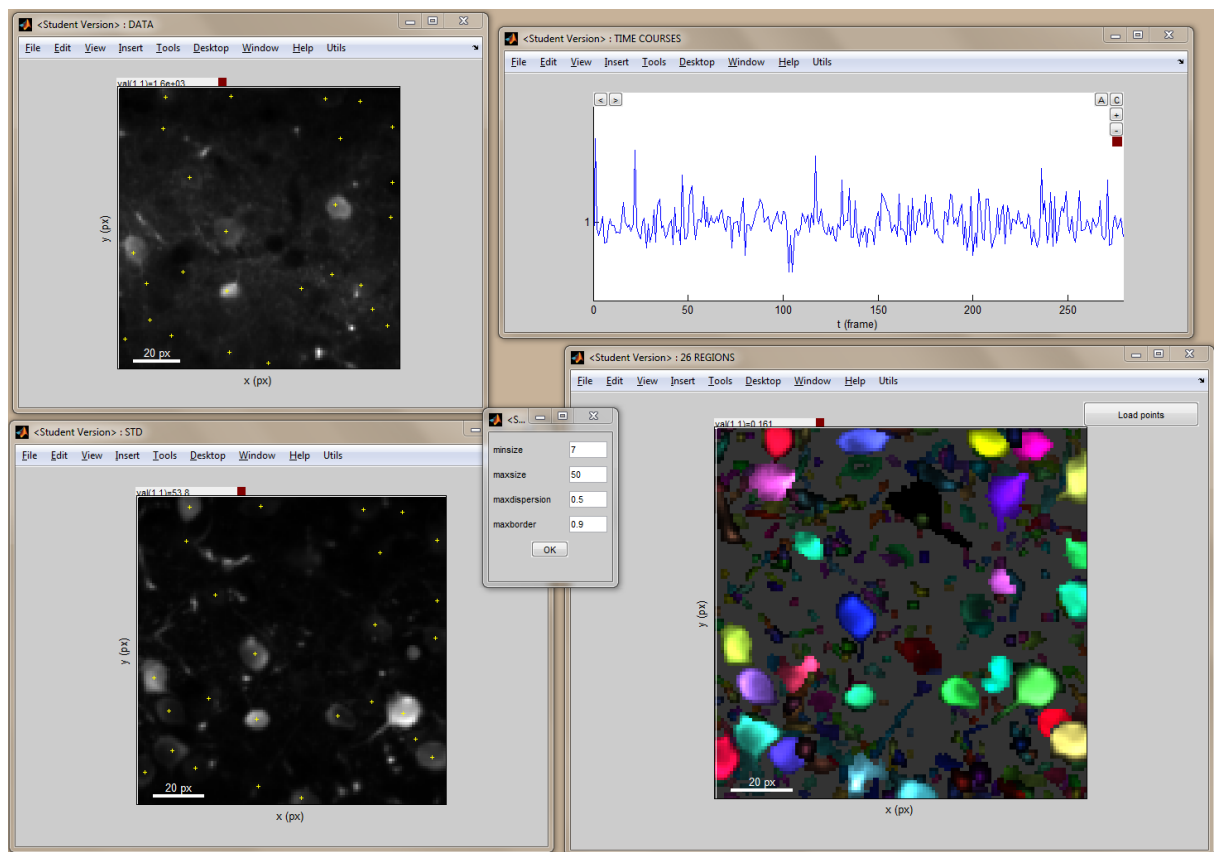 <Student Version> : DATA
File Edit View Insert Tools Desktop Window Help Utils
val(1,1)=1.6e+03
y (px)
20 px
x (px)
<Student Version> : TIME COURSES
File Edit View Insert Tools Desktop Window Help Utils
< >
A C
+
-
1
0 50 100 150 200 250
t (frame)
<Student Version> : STD
File Edit View Insert Tools Desktop Window Help Utils
val(1,1)=53.8
y (px)
20 px
x (px)
<S...
minsize 7
maxsize 50
maxdispersion 0.5
maxborder 0.9
OK
<Student Version> : 26 REGIONS
File Edit View Insert Tools Desktop Window Help Utils
Load points
val(1,1)=0.161
y (px)
20 px
x (px)